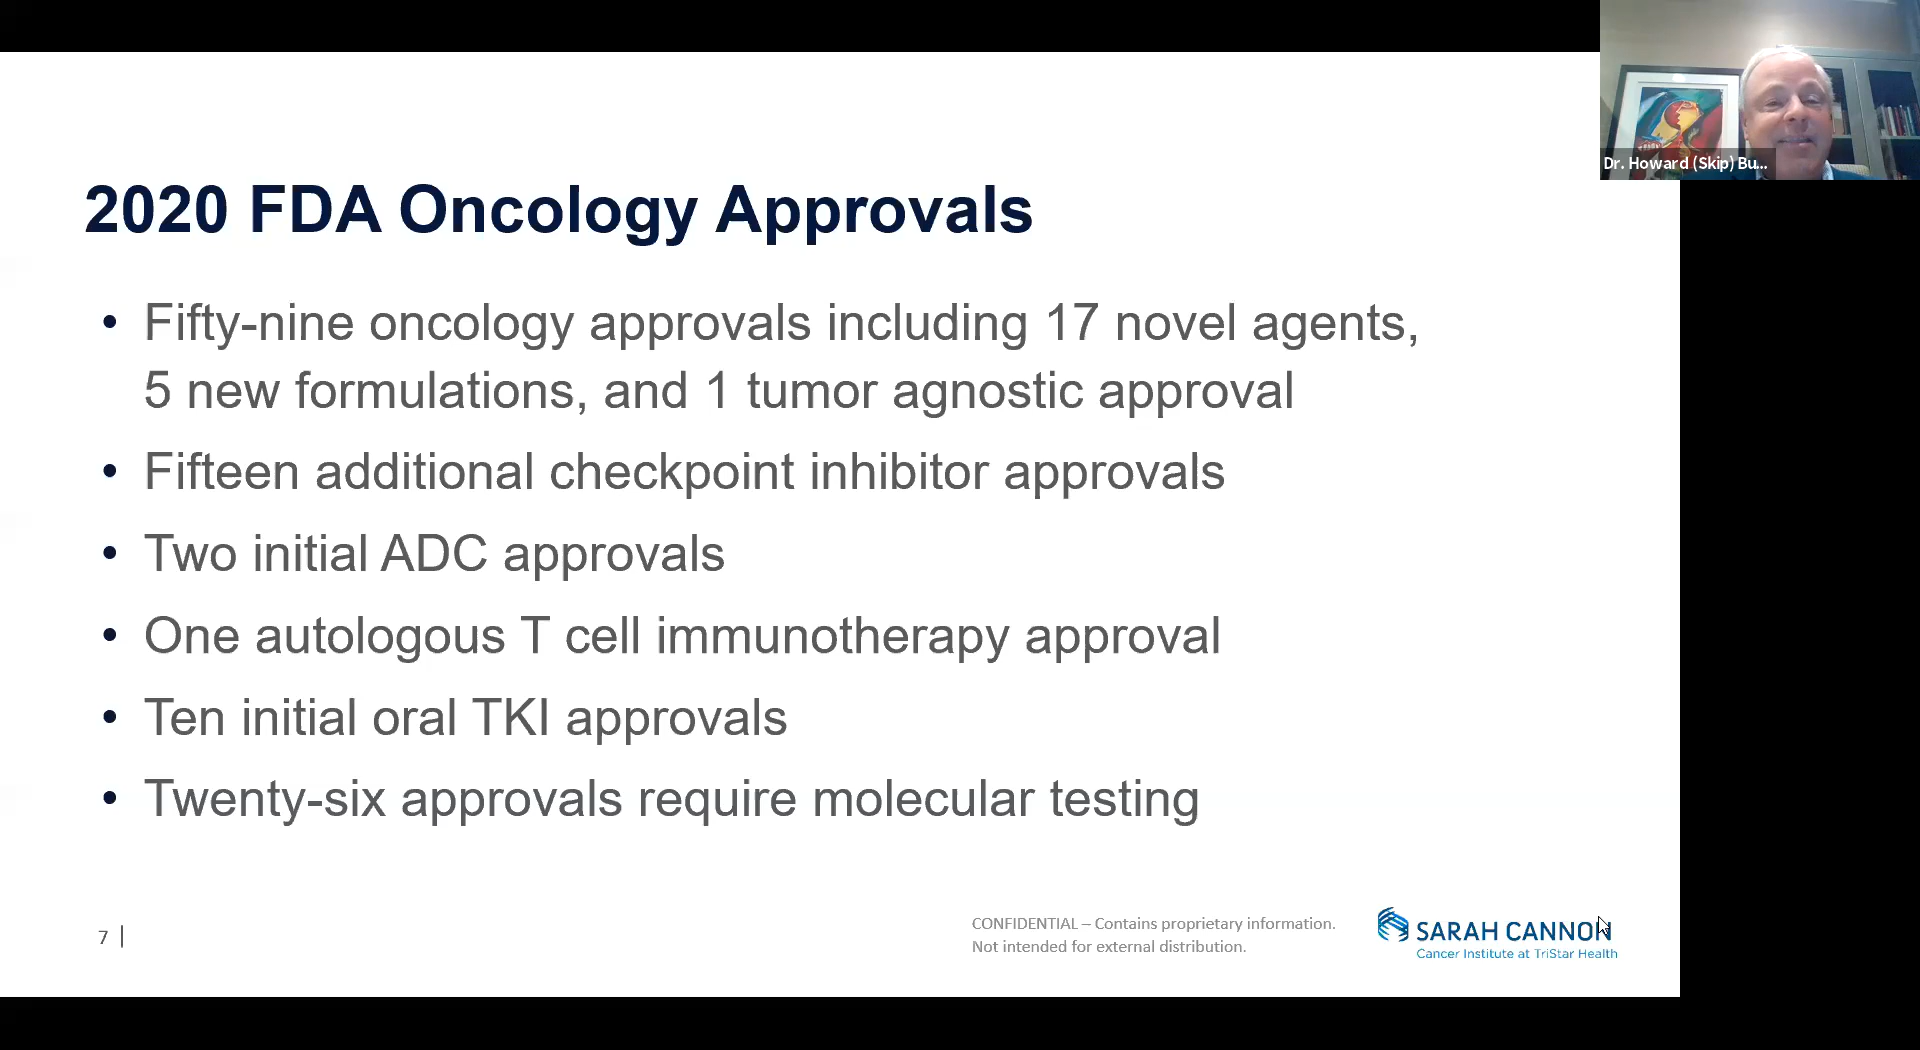 Dr. Howard (Skip) Bu...
2020 FDA Oncology Approvals
• Fifty-nine oncology approvals including 17 novel agents,
5 new formulations, and 1 tumor agnostic approval
• Fifteen additional checkpoint inhibitor approvals
• Two initial ADC approvals
• One autologous T cell immunotherapy approval
• Ten initial oral TKI approvals
• Twenty-six approvals require molecular testing
7 |
CONFIDENTIAL – Contains proprietary information.
Not intended for external distribution.
SARAH CANNON
Cancer Institute at TriStar Health